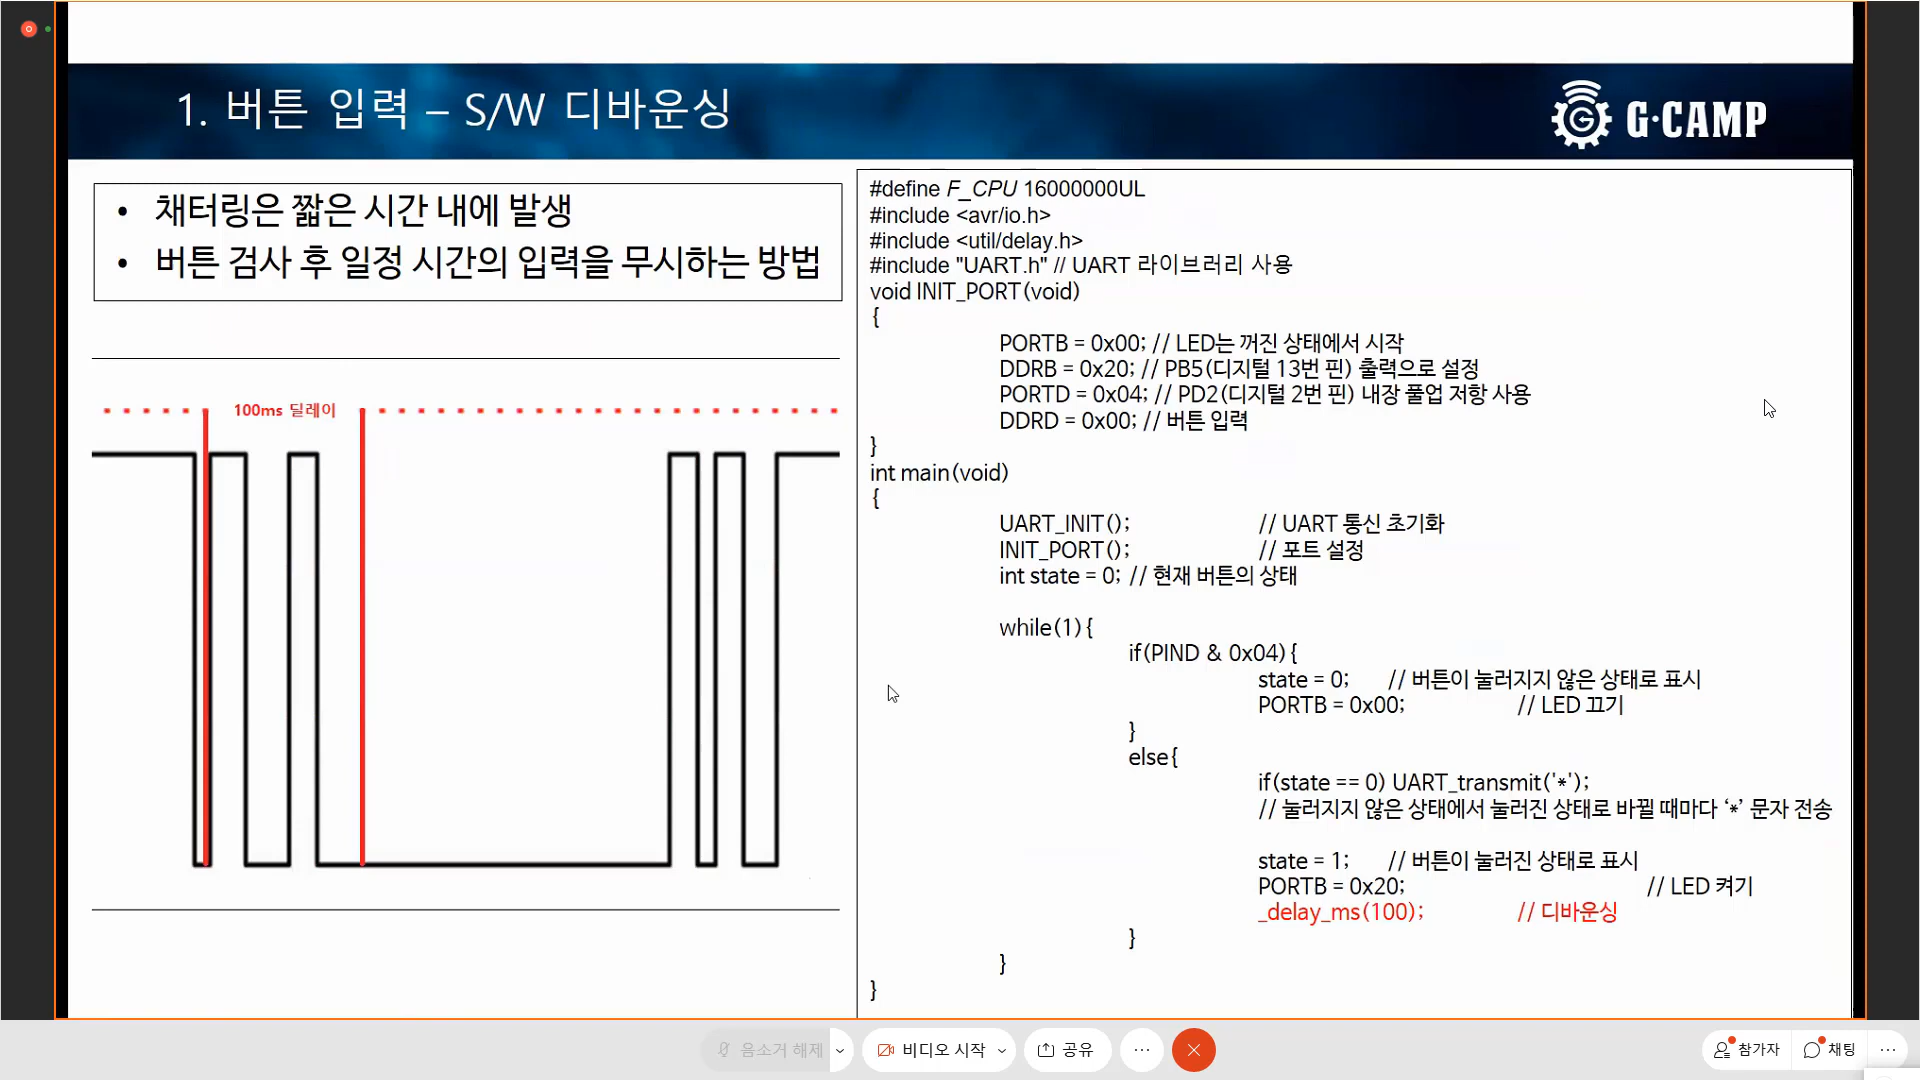 1. 버튼 입력 – S/W 디바운싱
G·CAMP
• 채터링은 짧은 시간 내에 발생
• 버튼 검사 후 일정 시간의 입력을 무시하는 방법
100ms 딜레이
#define F_CPU 16000000UL
#include <avr/io.h>
#include <util/delay.h>
#include "UART.h" // UART 라이브러리 사용
void INIT_PORT(void)
{
PORTB = 0x00; // LED는 꺼진 상태에서 시작
DDRB = 0x20; // PB5(디지털 13번 핀) 출력으로 설정
PORTD = 0x04; // PD2(디지털 2번 핀) 내장 풀업 저항 사용
DDRD = 0x00; // 버튼 입력
}
int main(void)
{
UART_INIT(); // UART 통신 초기화
INIT_PORT(); // 포트 설정
int state = 0; // 현재 버튼의 상태
while(1){
if(PIND & 0x04){
state = 0; // 버튼이 눌러지지 않은 상태로 표시
PORTB = 0x00; // LED 끄기
}
else{
if(state == 0) UART_transmit('*');
// 눌러지지 않은 상태에서 눌러진 상태로 바뀔 때마다 ‘*’ 문자 전송
state = 1; // 버튼이 눌러진 상태로 표시
PORTB = 0x20; // LED 켜기
_delay_ms(100); // 디바운싱
}
}
}
음소거 해제
비디오 시작
공유
참가자
채팅